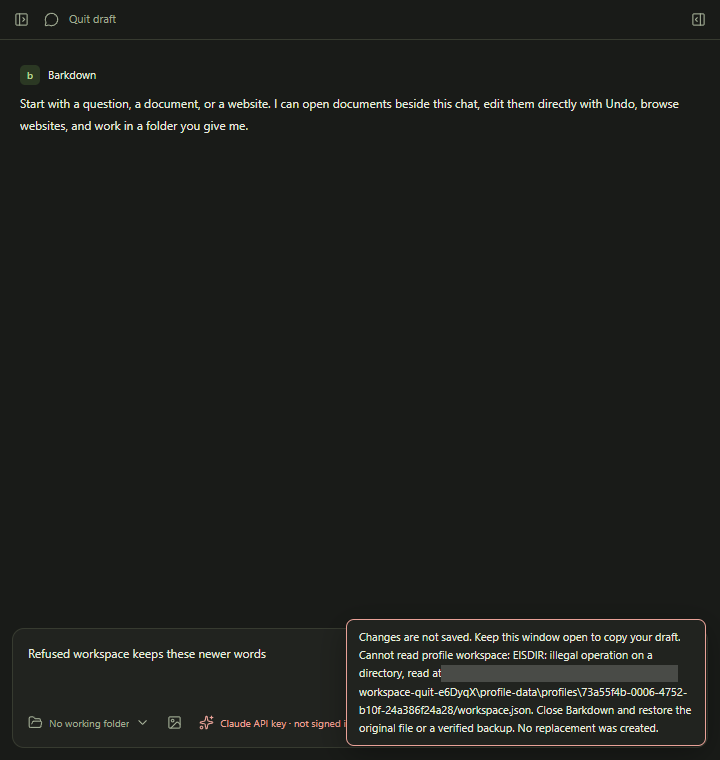 Quit draft
b Barkdown
Start with a question, a document, or a website. I can open documents beside this chat, edit them directly with Undo, browse
websites, and work in a folder you give me.
Refused workspace keeps these newer words
No working folder
Claude API key · not signed i
Changes are not saved. Keep this window open to copy your draft.
Cannot read profile workspace: EISDIR: illegal operation on a
directory, read at
workspace-quit-e6DyqX\profile-data\profiles\73a55f4b-0006-4752-
b10f-24a386f24a28/workspace.json. Close Barkdown and restore the
original file or a verified backup. No replacement was created.